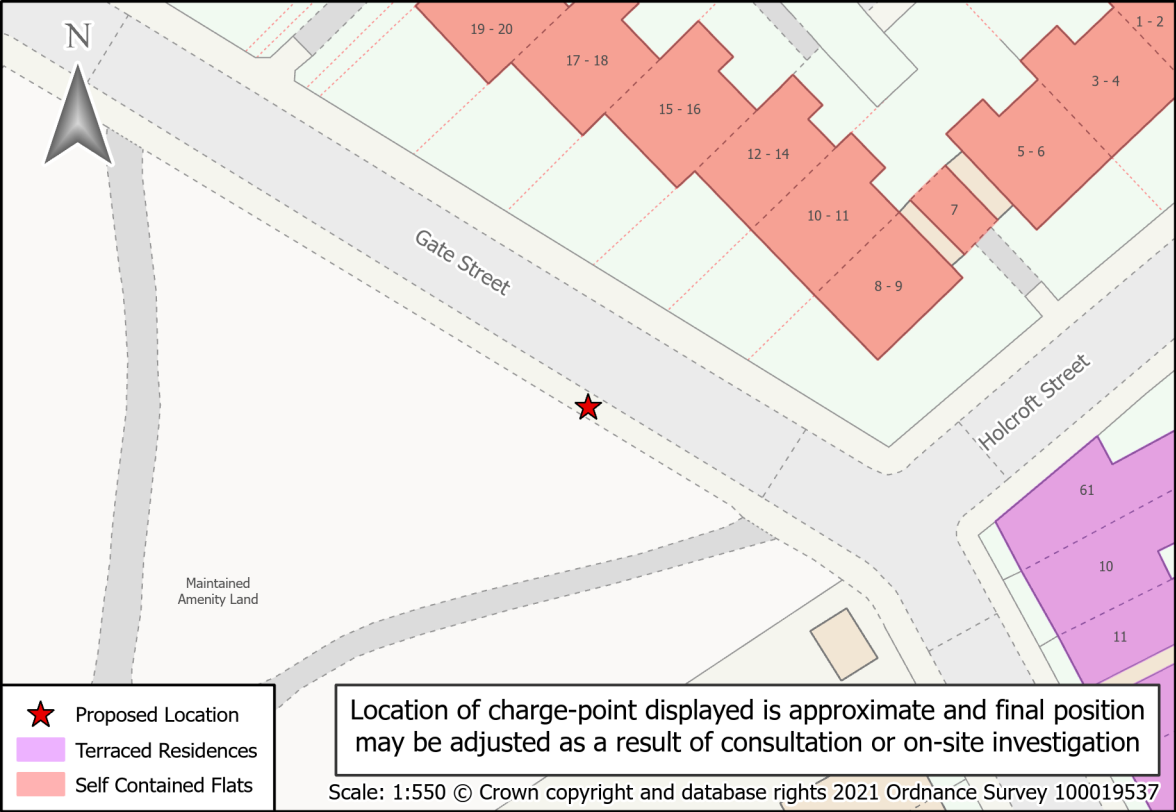 N
19 - 20
17 - 18
15 - 16
12 - 14
10 - 11
8 - 9
7
5 - 6
3 - 4
1 - 2
Gate Street
Holcroft Street
61
10
11
Maintained
Amenity Land
Proposed Location
Terraced Residences
Self Contained Flats
Location of charge-point displayed is approximate and final position
may be adjusted as a result of consultation or on-site investigation
Scale: 1:550 © Crown copyright and database rights 2021 Ordnance Survey 100019537